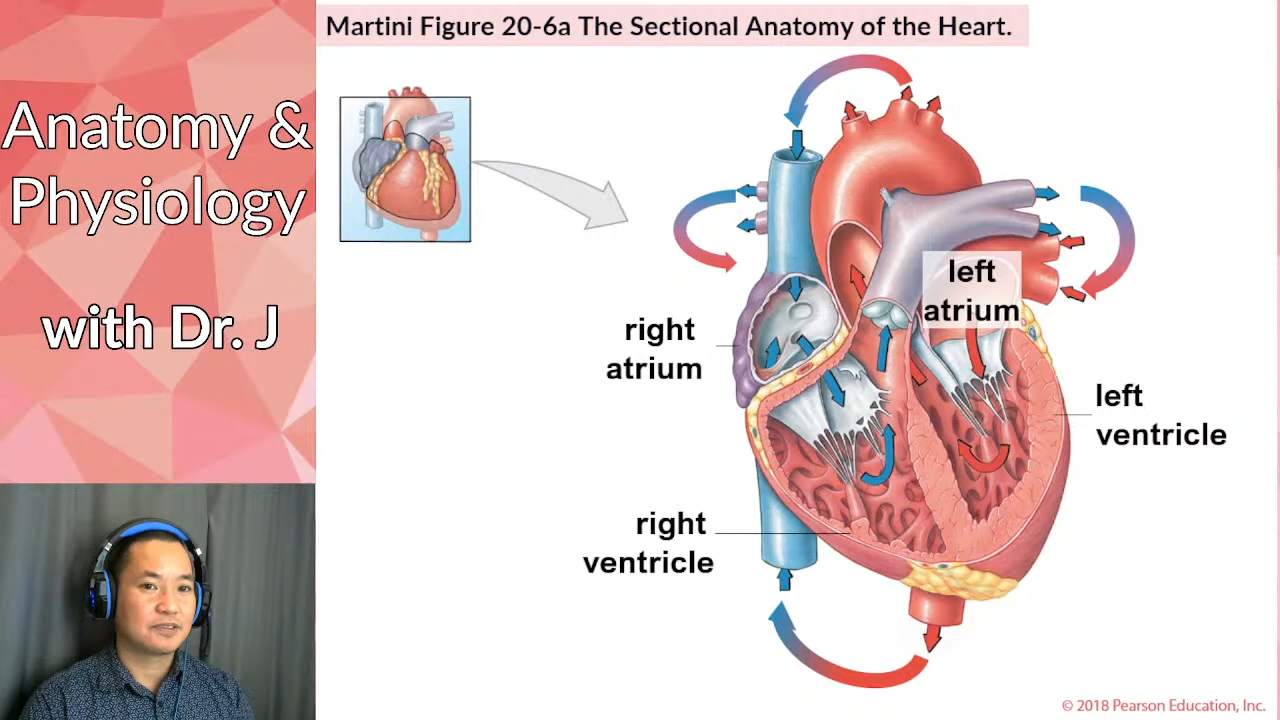 Martini Figure 20-6a The Sectional Anatomy of the Heart.
Anatomy &
Physiology
with Dr. J
left
atrium
right
atrium
left
ventricle
right
ventricle
© 2018 Pearson Education, Inc.